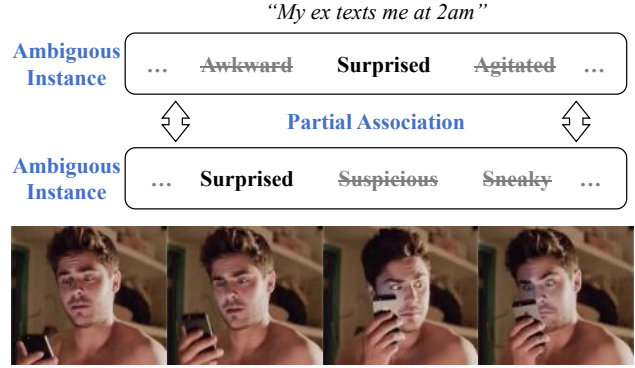 “My ex texts me at 2am”
Ambiguous Instance
... Awkward Surprised Agitated ...
Partial Association
Ambiguous Instance
... Surprised Suspicious Sneaky ...